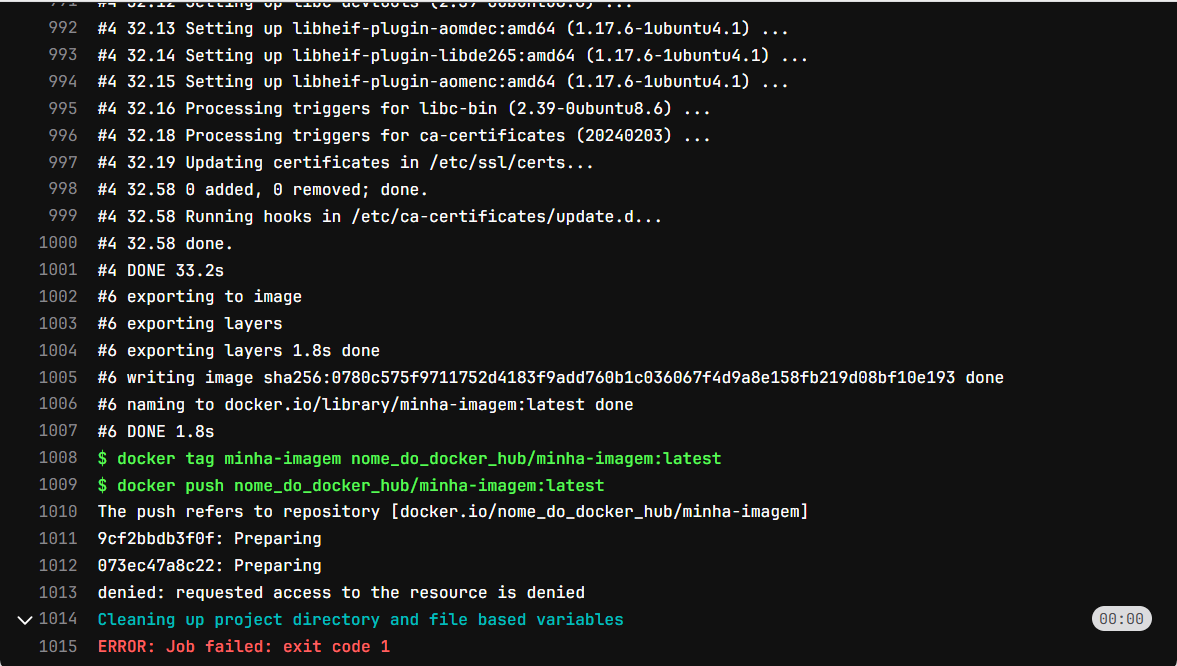 992 #4 32.13 Setting up libheif-plugin-aomdec:amd64 (1.17.6-1ubuntu4.1) ...
993 #4 32.14 Setting up libheif-plugin-libde265:amd64 (1.17.6-1ubuntu4.1) ...
994 #4 32.15 Setting up libheif-plugin-aomenc:amd64 (1.17.6-1ubuntu4.1) ...
995 #4 32.16 Processing triggers for libc-bin (2.39-0ubuntu8.6) ...
996 #4 32.18 Processing triggers for ca-certificates (20240203) ...
997 #4 32.19 Updating certificates in /etc/ssl/certs...
998 #4 32.58 0 added, 0 removed; done.
999 #4 32.58 Running hooks in /etc/ca-certificates/update.d...
1000 #4 32.58 done.
1001 #4 DONE 33.2s
1002 #6 exporting to image
1003 #6 exporting layers
1004 #6 exporting layers 1.8s done
1005 #6 writing image sha256:0780c575f9711752d4183f9add760b1c036067f4d9a8e158fb219d08bf10e193 done
1006 #6 naming to docker.io/library/minha-imagem:latest done
1007 #6 DONE 1.8s
1008 $ docker tag minha-imagem nome_do_docker_hub/minha-imagem:latest
1009 $ docker push nome_do_docker_hub/minha-imagem:latest
1010 The push refers to repository [docker.io/nome_do_docker_hub/minha-imagem]
1011 9cf2bbdb3f0f: Preparing
1012 073ec47a8c22: Preparing
1013 denied: requested access to the resource is denied
1014 Cleaning up project directory and file based variables 00:00
1015 ERROR: Job failed: exit code 1